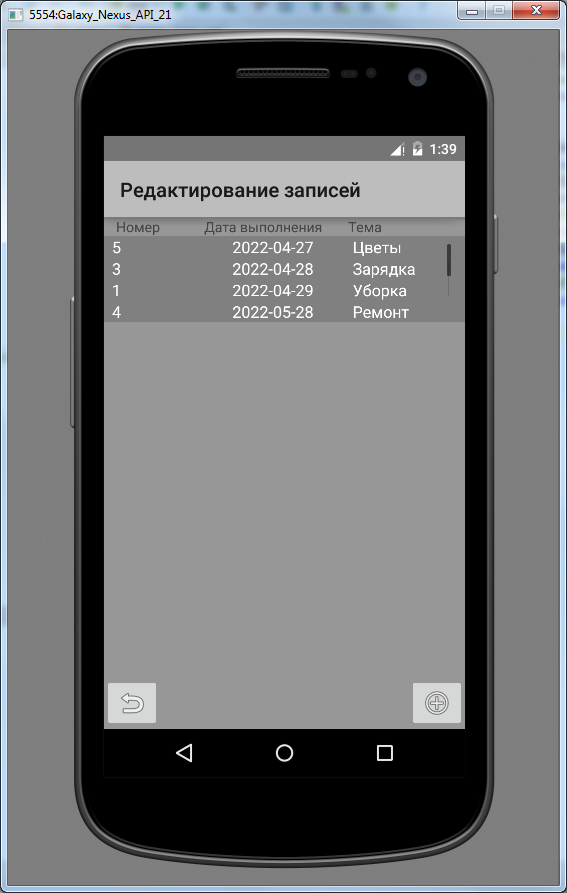 5554:Galaxy_Nexus_API_21
1:39
Редактирование записей
Номер Дата выполнения Тема
5 2022-04-27 Цветы
3 2022-04-28 Зарядка
1 2022-04-29 Уборка
4 2022-05-28 Ремонт